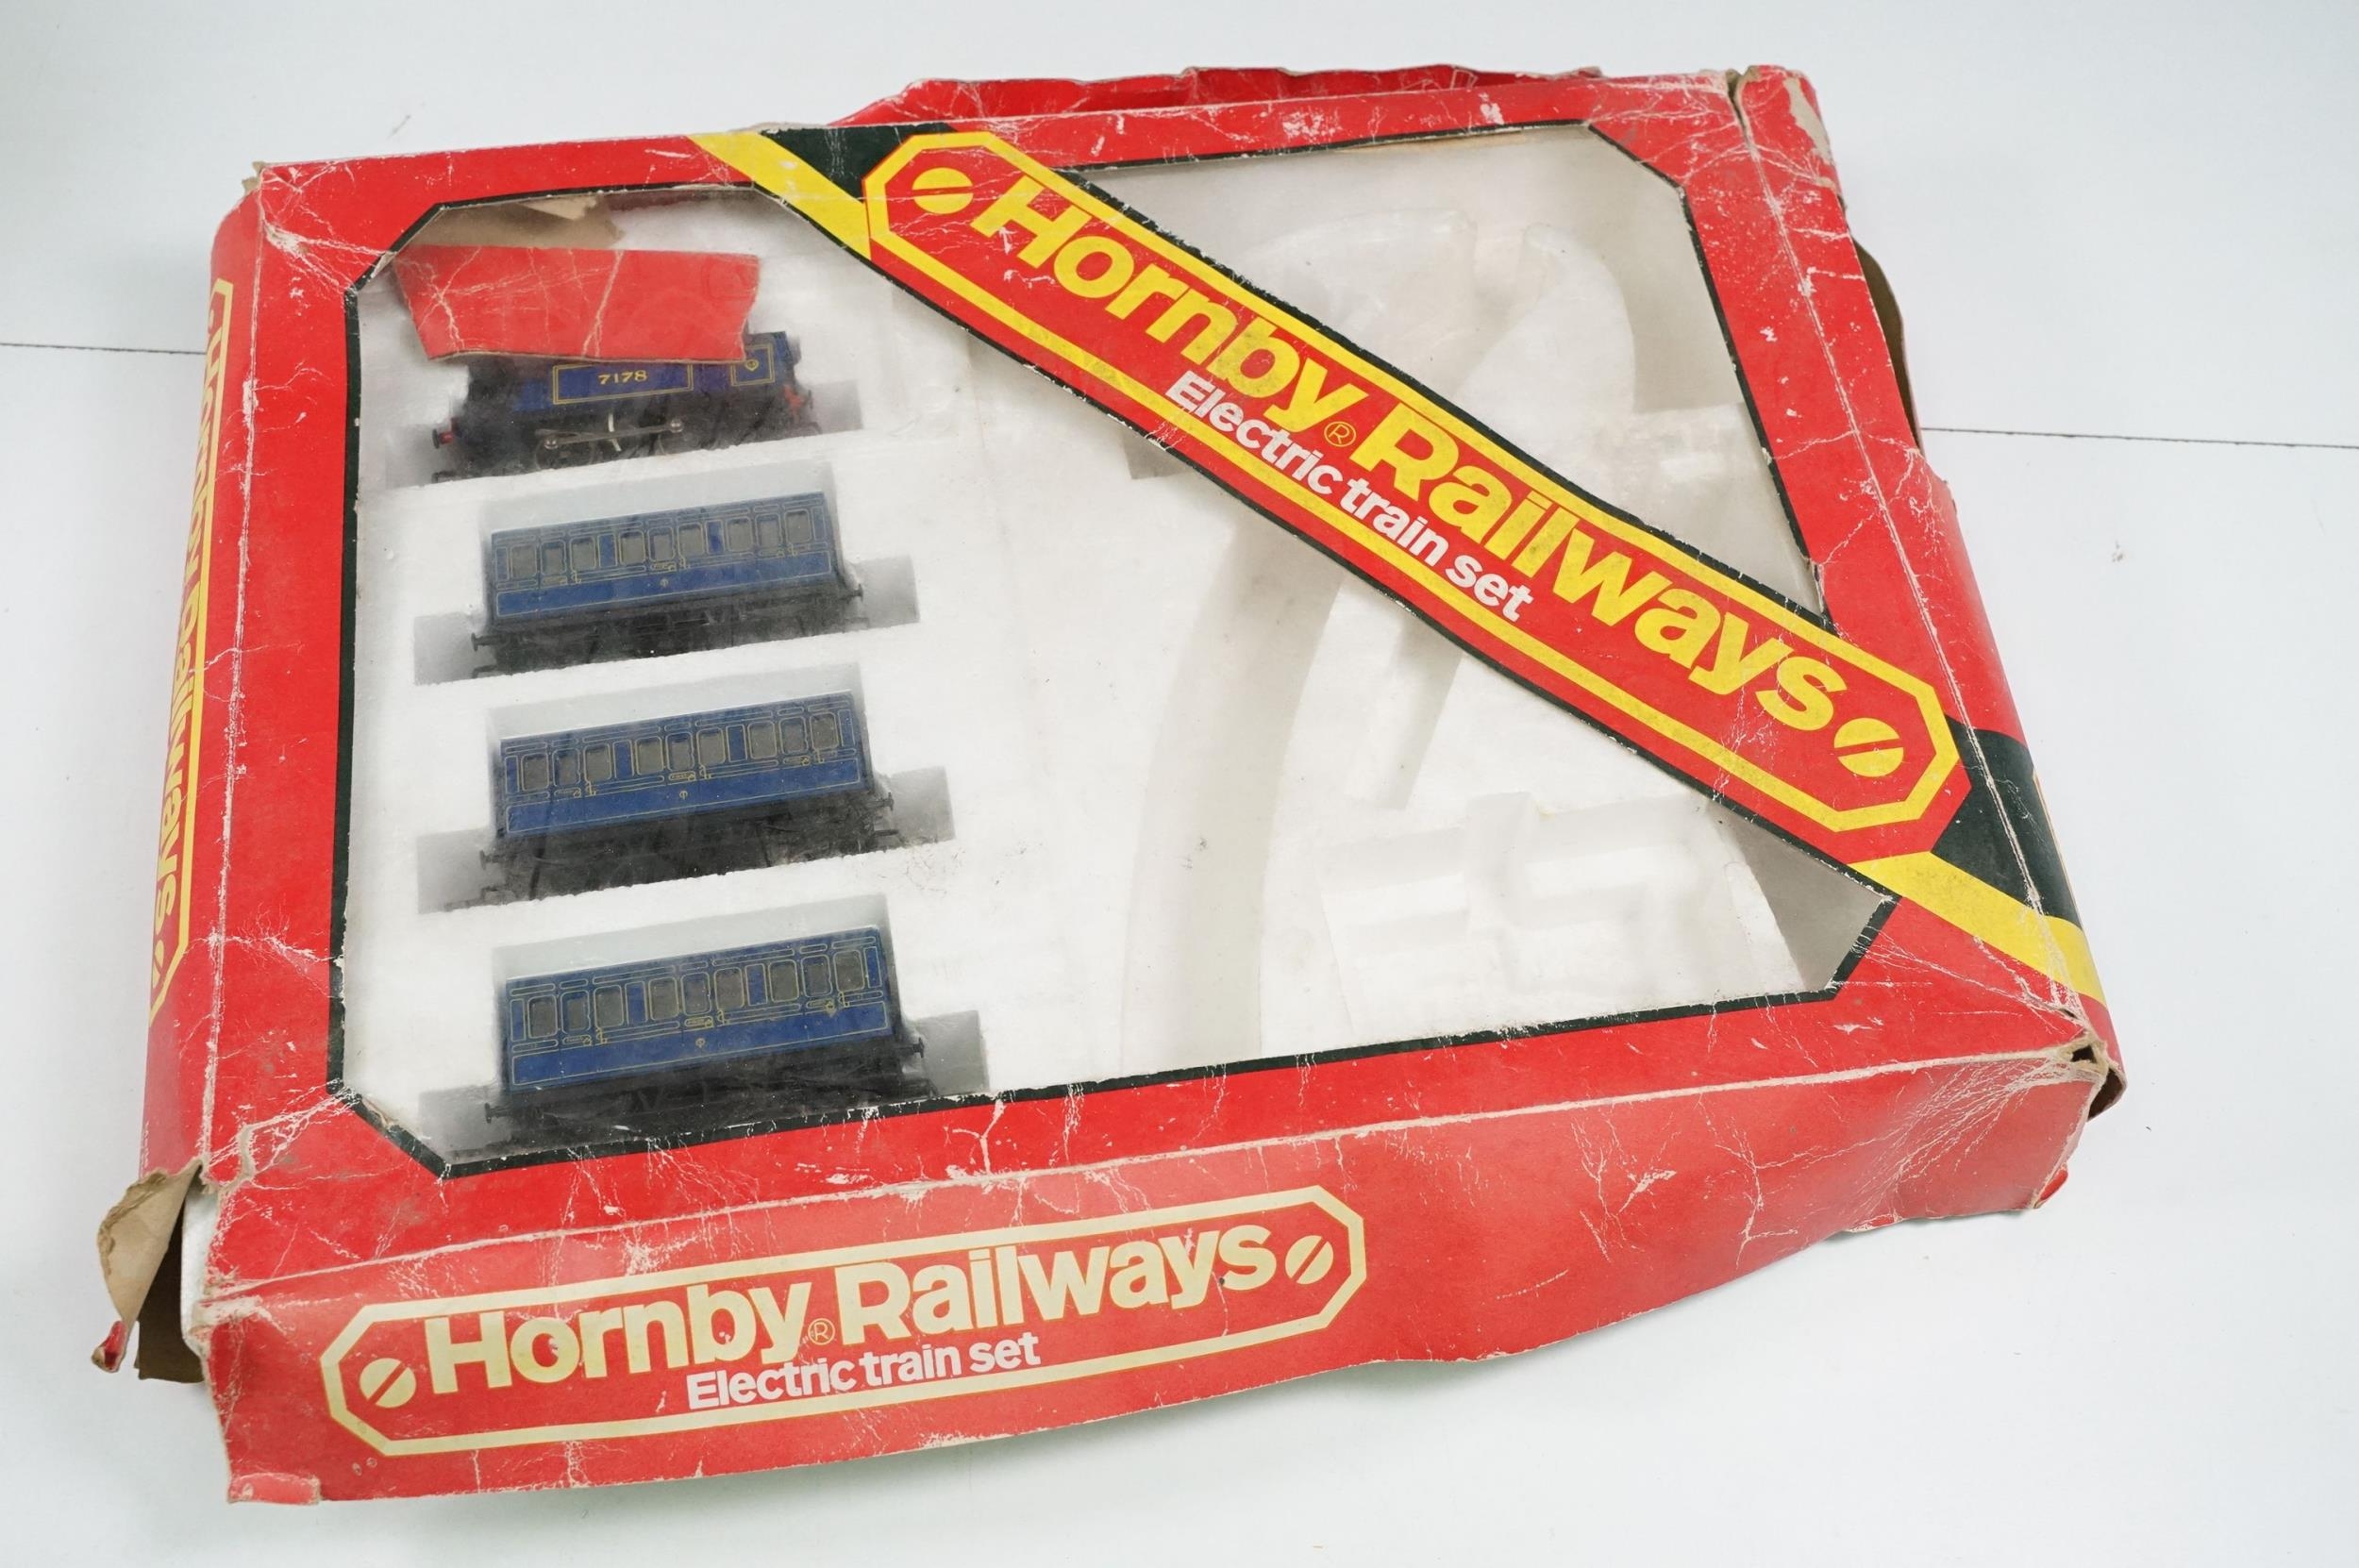 Hornby® Railways
Electric train set
7178
Hornby Railways
Hornby® Railways
Electric train set